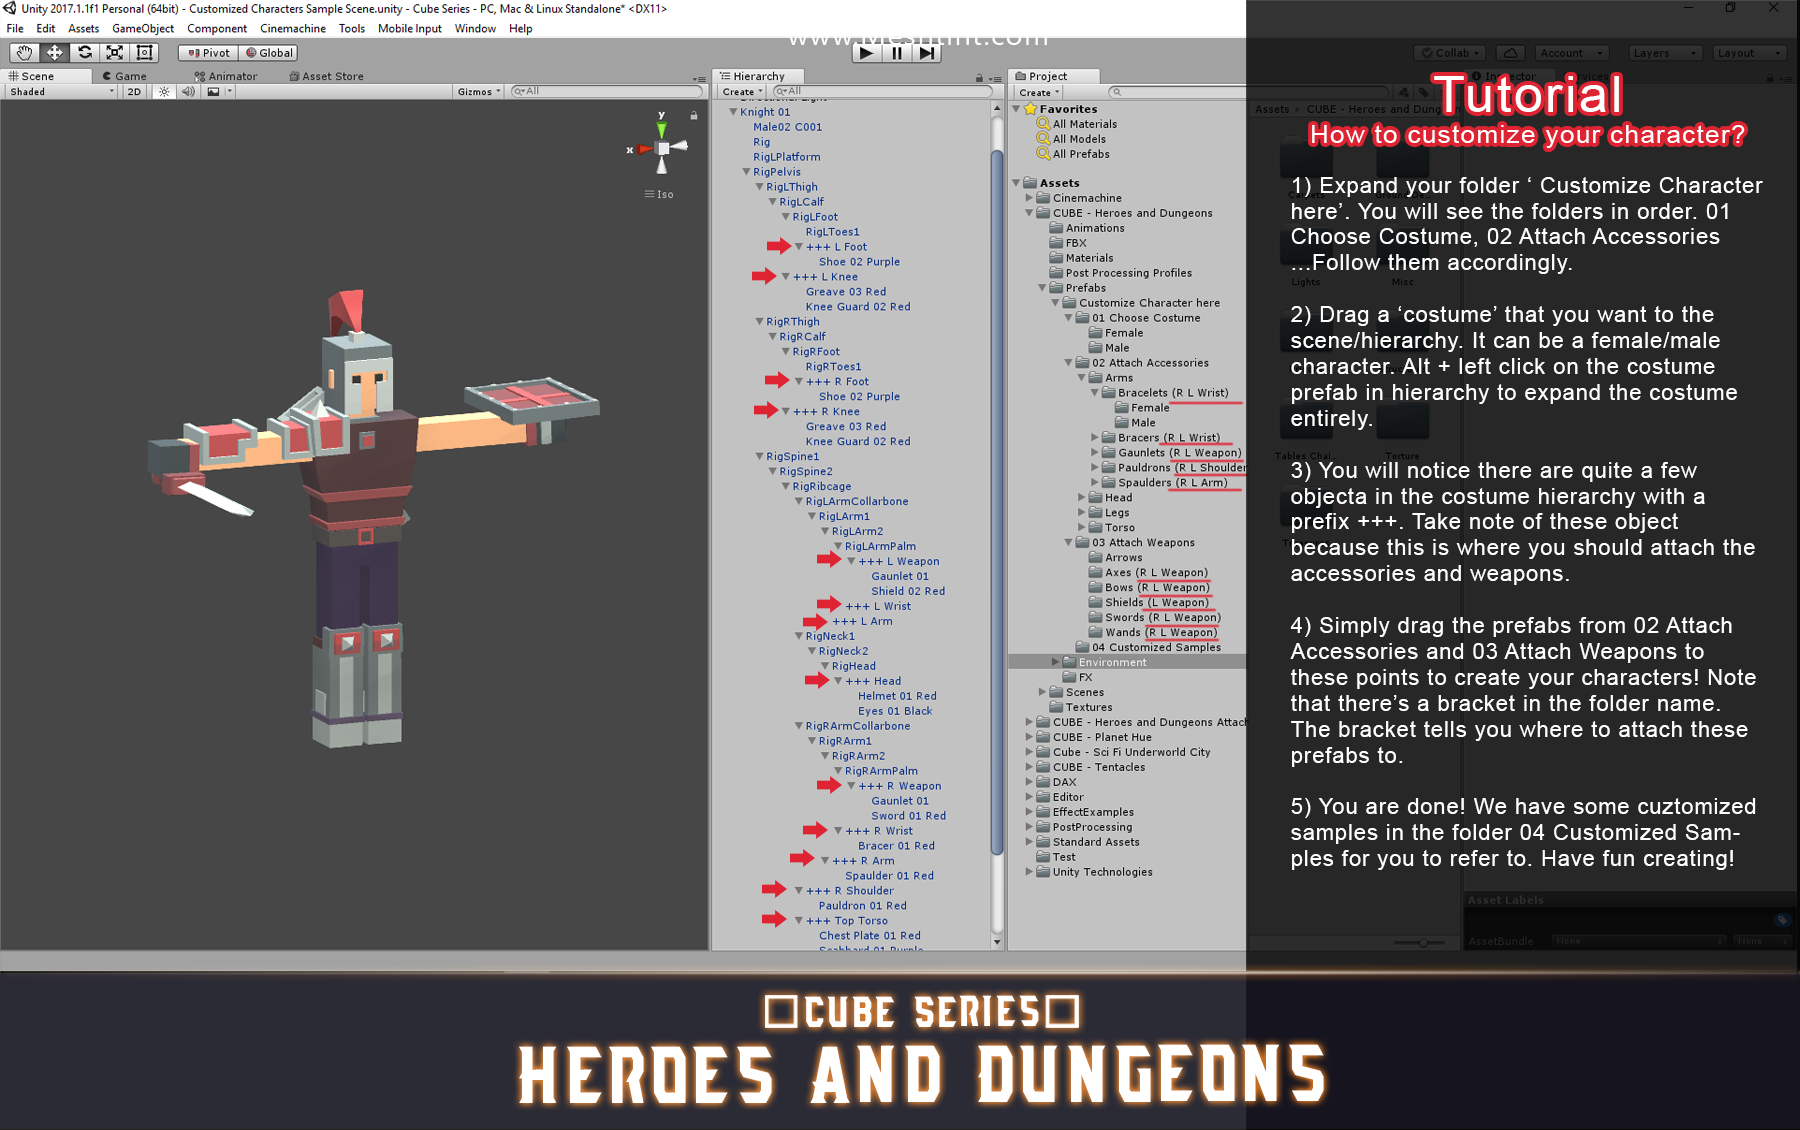 Unity 2017.1.1f1 Personal (64bit) - Customized Characters Sample Scene.unity - Cube Series - PC, Mac & Linux Standalone* <DX11>
File Edit Assets GameObject Component Cinemachine Tools Mobile Input Window Help
www.Meshtint.com
Pivot Global
Collab Account Layers Layout
Scene Game Animator Asset Store
Shaded 2D Gizmos All
y
x
Iso
Hierarchy
Create All
Directional Light
Knight 01
Male02 C001
Rig
RigLPlatform
RigPelvis
RigLThigh
RigLCalf
RigLFoot
RigLToes1
+++ L Foot
Shoe 02 Purple
+++ L Knee
Greave 03 Red
Knee Guard 02 Red
RigRThigh
RigRCalf
RigRFoot
RigRToes1
+++ R Foot
Shoe 02 Purple
+++ R Knee
Greave 03 Red
Knee Guard 02 Red
RigSpine1
RigSpine2
RigRibcage
RigLArmCollarbone
RigLArm1
RigLArm2
RigLArmPalm
+++ L Weapon
Gaunlet 01
Shield 02 Red
+++ L Wrist
+++ L Arm
RigNeck1
RigNeck2
RigHead
+++ Head
Helmet 01 Red
Eyes 01 Black
RigRArmCollarbone
RigRArm1
RigRArm2
RigRArmPalm
+++ R Weapon
Gaunlet 01
Sword 01 Red
+++ R Wrist
Bracer 01 Red
+++ R Arm
Spaulder 01 Red
+++ R Shoulder
Pauldron 01 Red
+++ Top Torso
Chest Plate 01 Red
Scabbard 01 Purple
Project
Create
Favorites
All Materials
All Models
All Prefabs
Assets
Cinemachine
CUBE - Heroes and Dungeons
Animations
FBX
Materials
Post Processing Profiles
Prefabs
Customize Character here
01 Choose Costume
Female
Male
02 Attach Accessories
Arms
Bracelets (R L Wrist)
Female
Male
Bracers (R L Wrist)
Gaunlets (R L Weapon)
Pauldrons (R L Shoulder
Spaulders (R L Arm)
Head
Legs
Torso
03 Attach Weapons
Arrows
Axes (R L Weapon)
Bows (R L Weapon)
Shields (L Weapon)
Swords (R L Weapon)
Wands (R L Weapon)
04 Customized Samples
Environment
FX
Scenes
Textures
CUBE - Heroes and Dungeons Attach
CUBE - Planet Hue
Cube - Sci Fi Underworld City
CUBE - Tentacles
DAX
Editor
EffectExamples
PostProcessing
Standard Assets
Test
Unity Technologies
Inspector Services
Assets CUBE - Heroes and Dung
Lights Misc
Tables Chai... Torture
Asset Labels
AssetBundle None None
Tutorial
How to customize your character?
1) Expand your folder ‘ Customize Character
here’. You will see the folders in order. 01
Choose Costume, 02 Attach Accessories
...Follow them accordingly.
2) Drag a ‘costume’ that you want to the
scene/hierarchy. It can be a female/male
character. Alt + left click on the costume
prefab in hierarchy to expand the costume
entirely.
3) You will notice there are quite a few
objecta in the costume hierarchy with a
prefix +++. Take note of these object
because this is where you should attach the
accessories and weapons.
4) Simply drag the prefabs from 02 Attach
Accessories and 03 Attach Weapons to
these points to create your characters! Note
that there’s a bracket in the folder name.
The bracket tells you where to attach these
prefabs to.
5) You are done! We have some cuztomized
samples in the folder 04 Customized Sam-
ples for you to refer to. Have fun creating!
CUBE SERIES
HEROES AND DUNGEONS